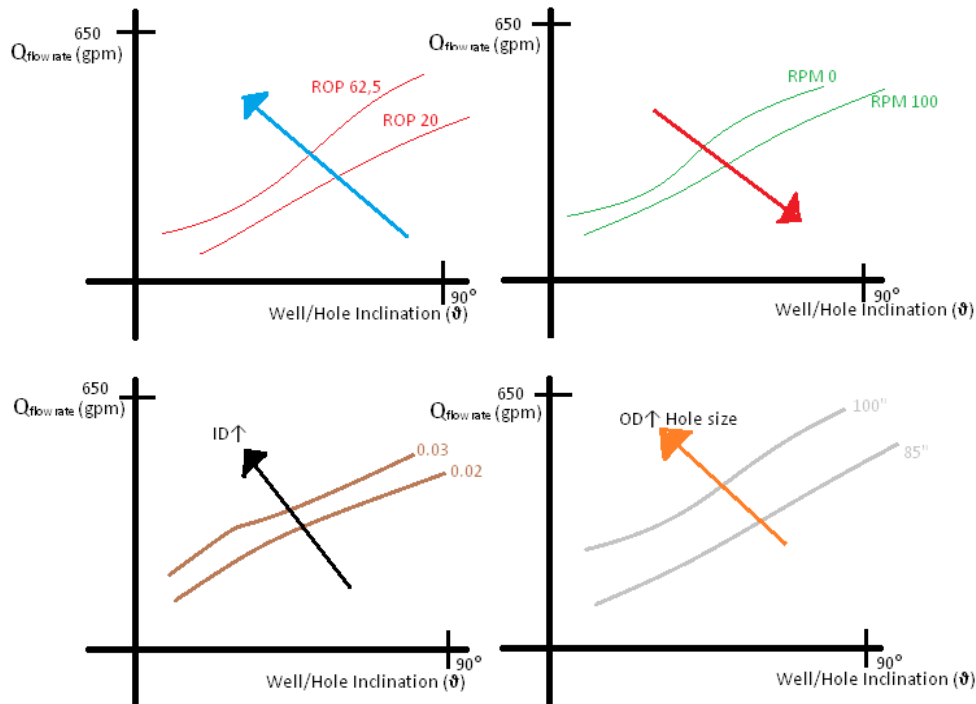 650
Qflow rate (gpm)
ROP 62,5
ROP 20
90°
Well/Hole Inclination (ϑ)
650
Qflow rate (gpm)
RPM 0
RPM 100
90°
Well/Hole Inclination (ϑ)
650
Qflow rate (gpm)
ID↑
0.03
0.02
90°
Well/Hole Inclination (ϑ)
650
Qflow rate (gpm)
OD↑ Hole size
100"
85"
90°
Well/Hole Inclination (ϑ)